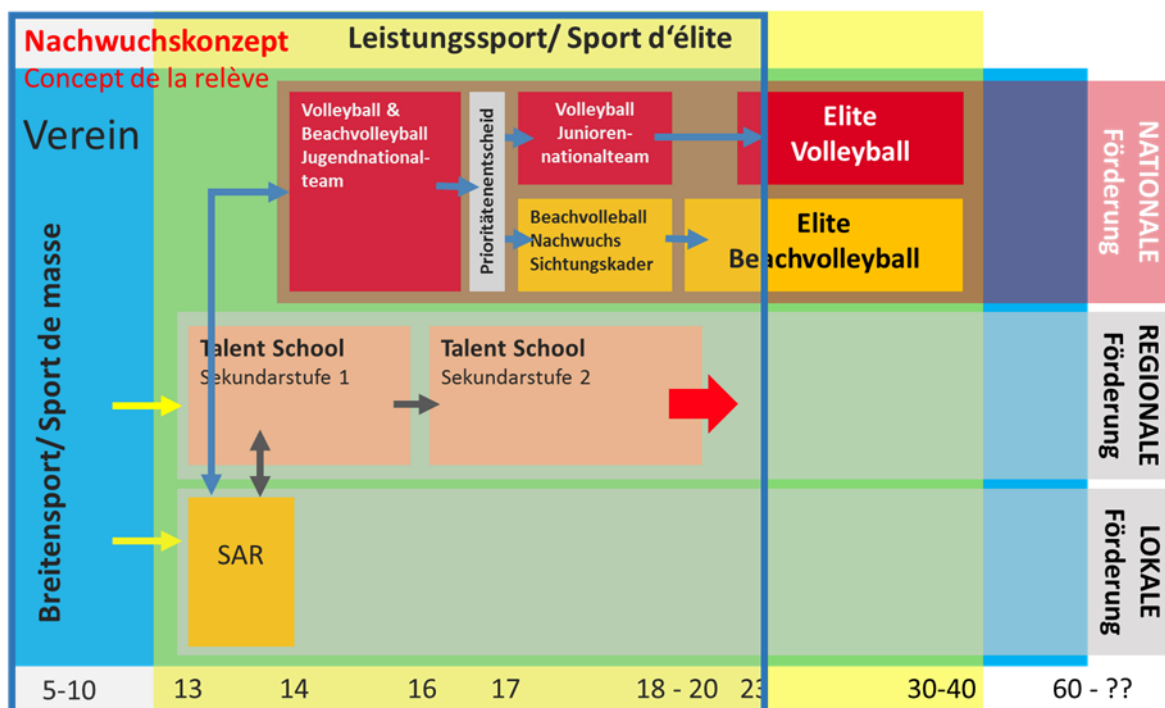 Nachwuchskonzept
Concept de la relève
Leistungssport/ Sport d‘élite
Verein
Breitensport/ Sport de masse
Volleyball &
Beachvolleyball
Jugendnational-
team
Prioritätenentscheid
Volleyball
Junioren-
nationalteam
Elite
Volleyball
Beachvolleball
Nachwuchs
Sichtungskader
Elite
Beachvolleyball
NATIONALE
Förderung
Talent School
Sekundarstufe 1
Talent School
Sekundarstufe 2
REGIONALE
Förderung
SAR
LOKALE
Förderung
5-10 13 14 16 17 18 - 20 23 30-40 60 - ??